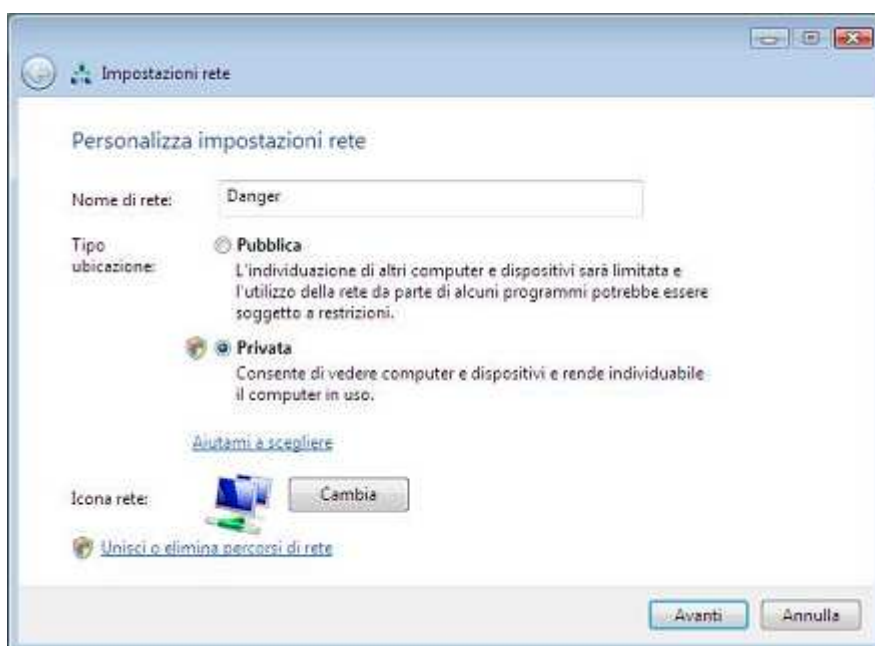 Impostazioni rete
Personalizza impostazioni rete
Nome di rete:
Danger
Tipo
ubicazione:
Pubblica
L'individuazione di altri computer e dispositivi sarà limitata e
l'utilizzo della rete da parte di alcuni programmi potrebbe essere
soggetto a restrizioni.
Privata
Consente di vedere computer e dispositivi e rende individuabile
il computer in uso.
Aiutami a scegliere
Icona rete:
Cambia
Unisci o elimina percorsi di rete
Avanti
Annulla